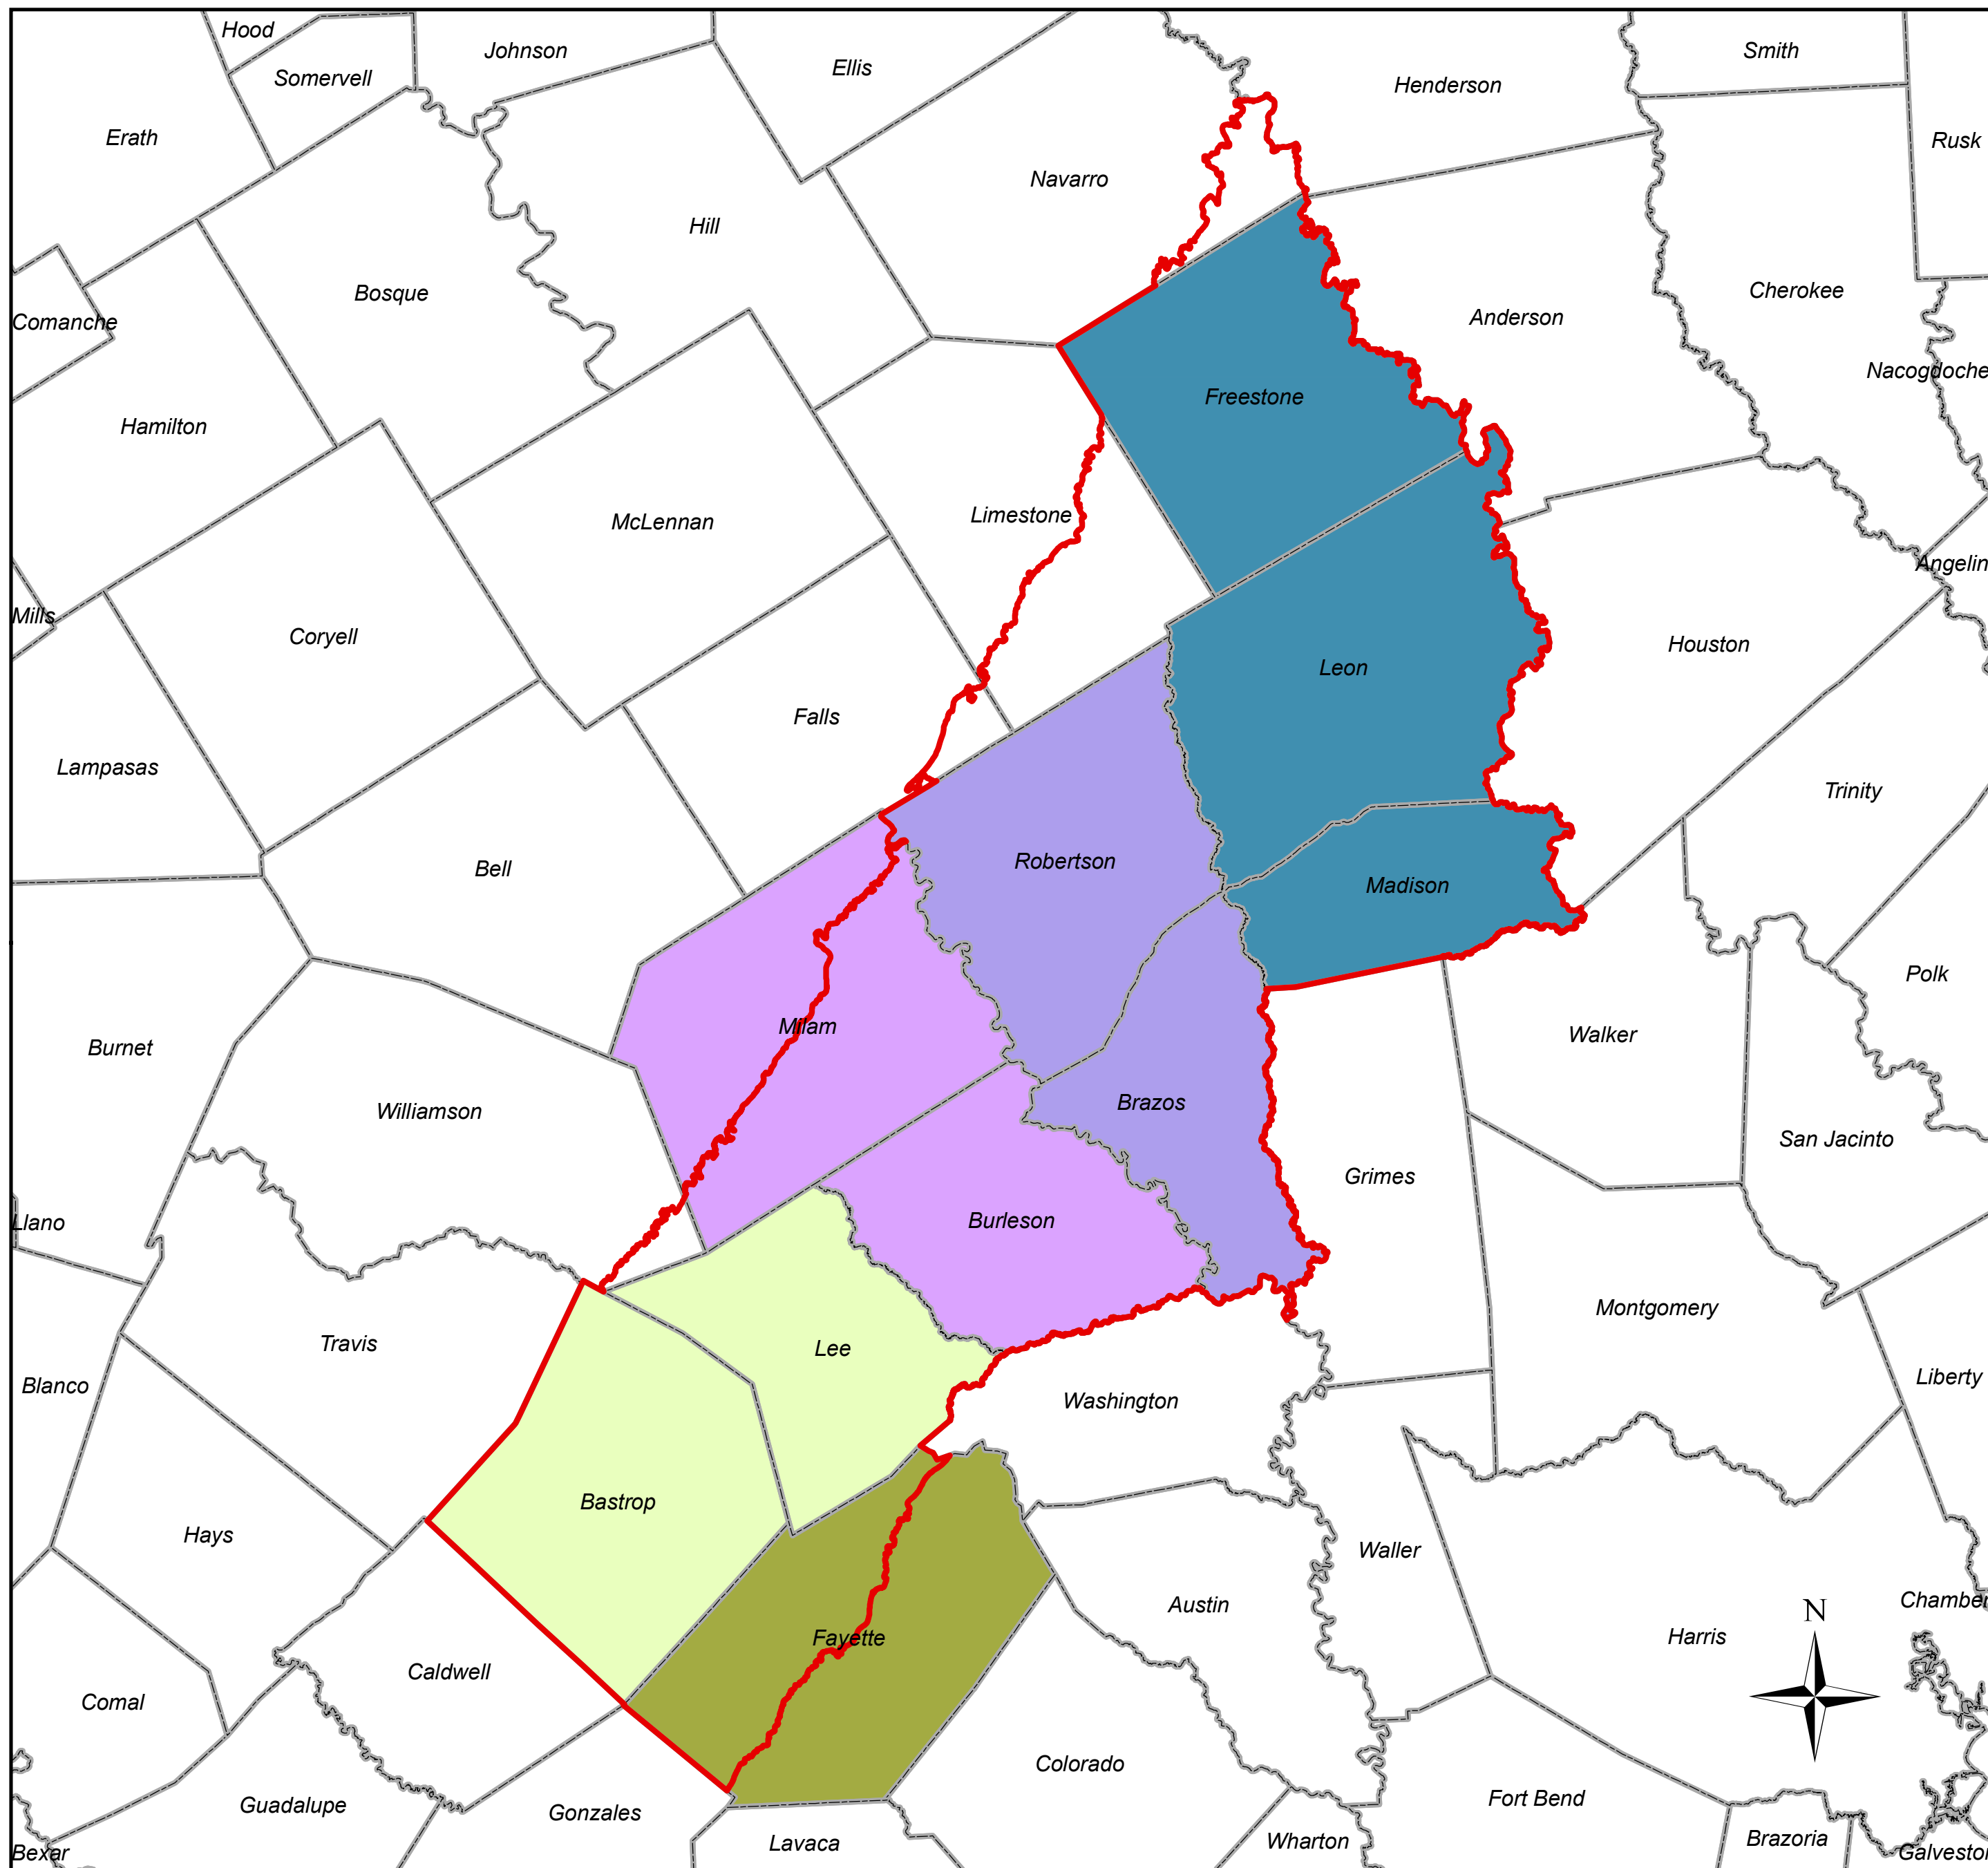 Hood
Johnson
Ellis
Henderson
Smith
Somervell
Erath
Rusk
Navarro
Hill
Bosque
Cherokee
Comanche
Anderson
Nacogdoche
Freestone
Hamilton
Limestone
McLennan
Angelin
Mills
Coryell
Houston
Leon
Falls
Lampasas
Trinity
Robertson
Bell
Madison
Polk
Milam
Walker
Burnet
Brazos
Williamson
San Jacinto
Grimes
Burleson
Llano
Montgomery
Travis
Lee
Liberty
Blanco
Washington
Bastrop
Hays
Waller
Chamber
Austin
N
Harris
Fayette
Caldwell
Comal
Colorado
Fort Bend
Guadalupe
Gonzales
Brazoria
Wharton
Lavaca
Bexar
Galvesto